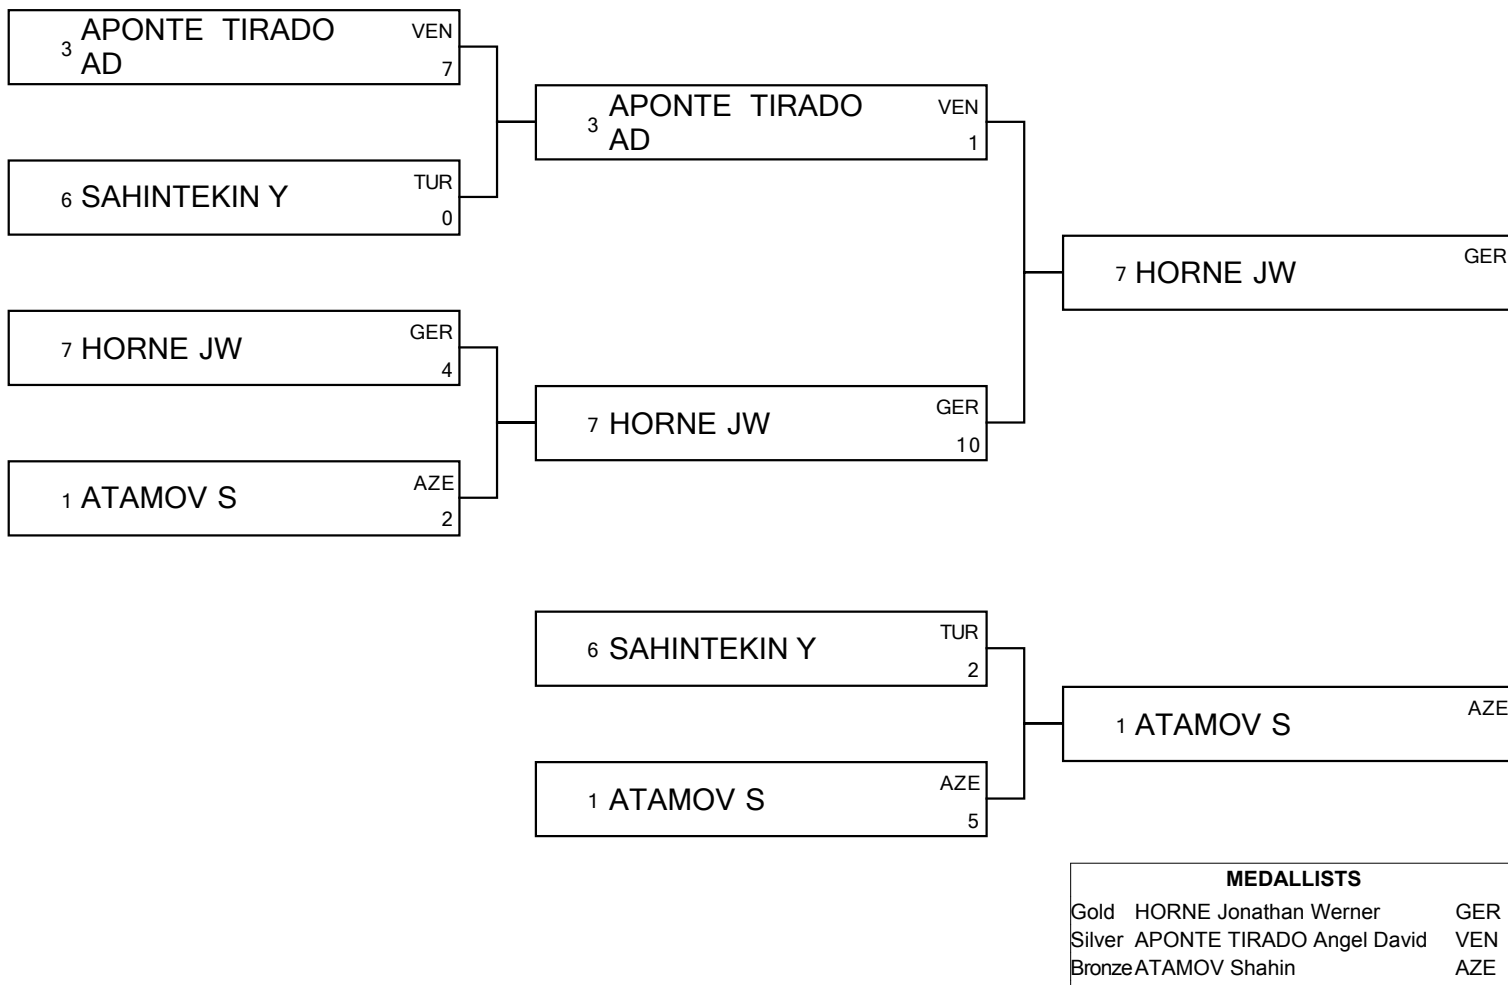 3 APONTE TIRADO AD VEN 7
6 SAHINTEKIN Y TUR 0
7 HORNE JW GER 4
1 ATAMOV S AZE 2
3 APONTE TIRADO AD VEN 1
7 HORNE JW GER 10
7 HORNE JW GER
6 SAHINTEKIN Y TUR 2
1 ATAMOV S AZE 5
1 ATAMOV S AZE
MEDALLISTS
Gold HORNE Jonathan Werner GER
Silver APONTE TIRADO Angel David VEN
Bronze ATAMOV Shahin AZE